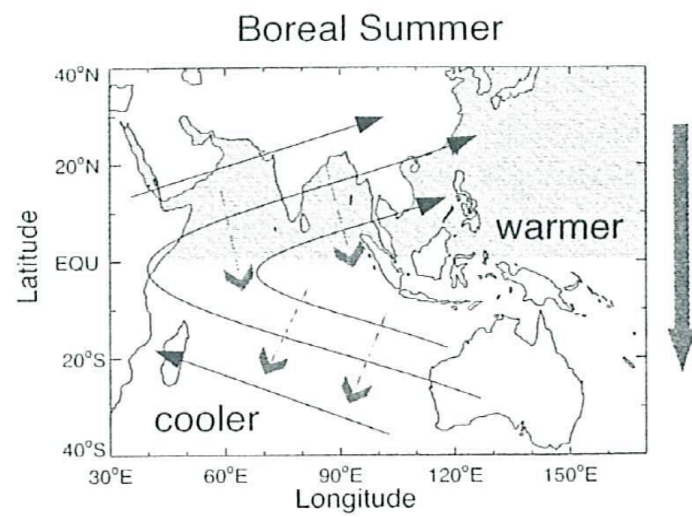 Boreal Summer
40°N
20°N
EQU
20°S
40°S
Latitude
warmer
cooler
30°E 60°E 90°E 120°E 150°E
Longitude